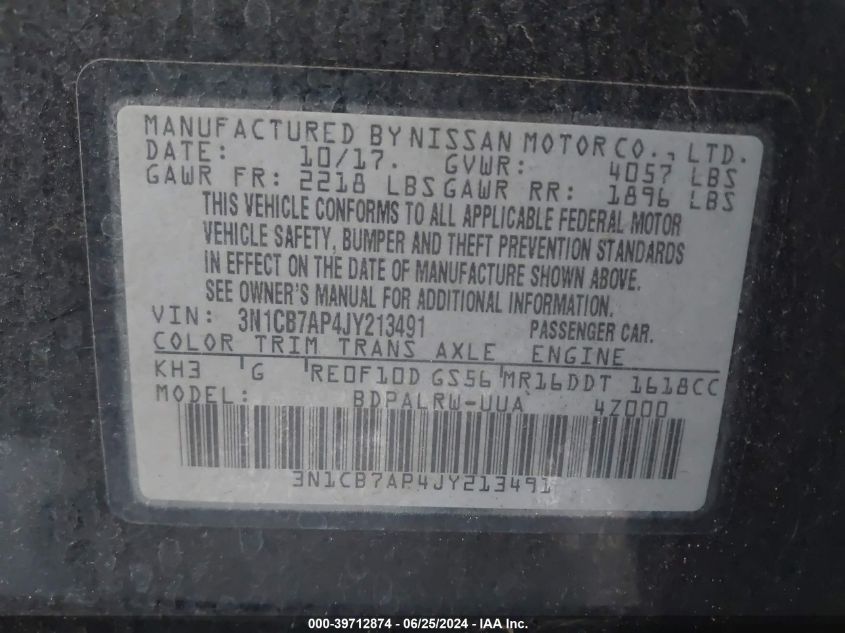 MANUFACTURED BY NISSAN MOTOR CO., LTD.
DATE: 10/17. GVWR: 4057 LBS
GAWR FR: 2218 LBS GAWR RR: 1896 LBS
THIS VEHICLE CONFORMS TO ALL APPLICABLE FEDERAL MOTOR
VEHICLE SAFETY, BUMPER AND THEFT PREVENTION STANDARDS
IN EFFECT ON THE DATE OF MANUFACTURE SHOWN ABOVE.
SEE OWNER'S MANUAL FOR ADDITIONAL INFORMATION.
VIN: 3N1CB7AP4JY213491 PASSENGER CAR.
COLOR TRIM TRANS AXLE ENGINE
KH3 G RE0F10D GS56 MR16DDT 1618CC
MODEL: BDPALRW-UUA 4Z000
3N1CB7AP4JY213491
000-39712874 / 06/25/2024 - IAA Inc.